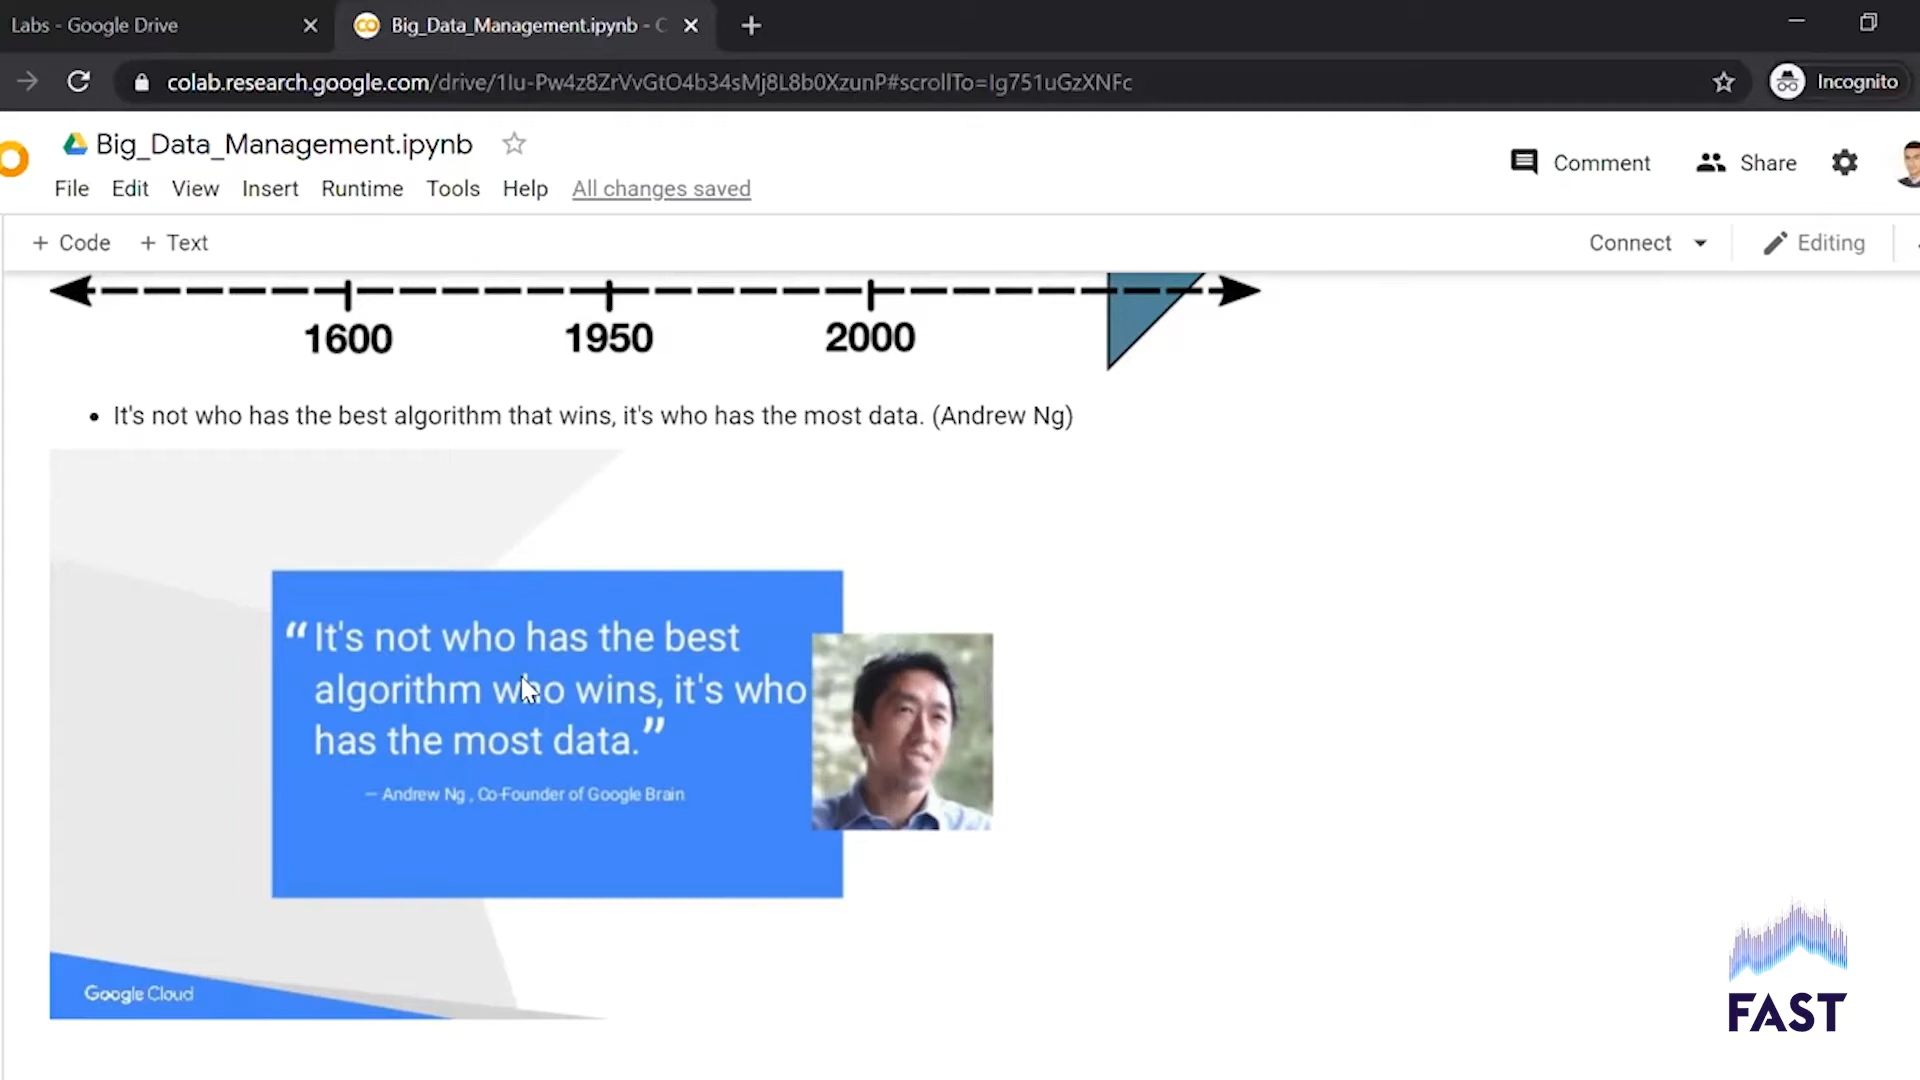 Labs - Google Drive
Big_Data_Management.ipynb - C
colab.research.google.com/drive/1Iu-Pw4z8ZrVvGtO4b34sMj8L8b0XzunP#scrollTo=Ig751uGzXNFc
Incognito
Big_Data_Management.ipynb
Comment
Share
File Edit View Insert Runtime Tools Help All changes saved
+ Code + Text
Connect
Editing
1600 1950 2000
• It's not who has the best algorithm that wins, it's who has the most data. (Andrew Ng)
“It's not who has the best
algorithm who wins, it's who
has the most data.”
– Andrew Ng , Co-Founder of Google Brain
Google Cloud
FAST